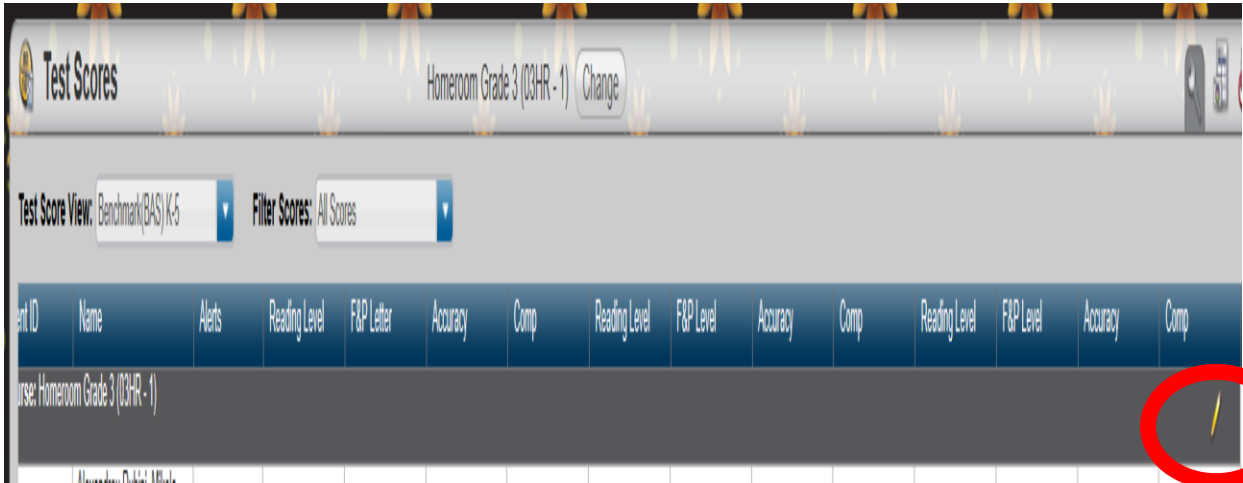 Test Scores
Homeroom Grade 3 (03HR - 1) Change
Test Score View: Benchmark(BAS) K-5 Filter Scores: All Scores
ent ID Name Alerts Reading Level F&P Letter Accuracy Comp Reading Level F&P Level Accuracy Comp Reading Level F&P Level Accuracy Comp
urse: Homeroom Grade 3 (03HR - 1)